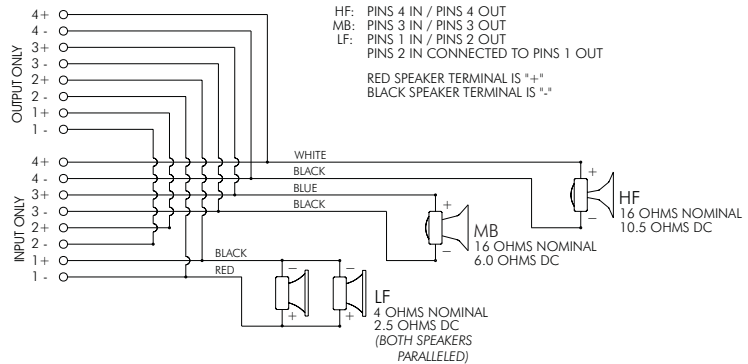 HF: PINS 4 IN / PINS 4 OUT
MB: PINS 3 IN / PINS 3 OUT
LF: PINS 1 IN / PINS 2 OUT
PINS 2 IN CONNECTED TO PINS 1 OUT
RED SPEAKER TERMINAL IS "+"
BLACK SPEAKER TERMINAL IS "-"
OUTPUT ONLY
4 +
4 -
3 +
3 -
2 +
2 -
1 +
1 -
INPUT ONLY
4 +
4 -
3 +
3 -
2 +
2 -
1 +
1 -
WHITE
BLACK
BLUE
BLACK
BLACK
RED
+
−
HF
16 OHMS NOMINAL
10.5 OHMS DC
+
−
MB
16 OHMS NOMINAL
6.0 OHMS DC
−
+
−
+
LF
4 OHMS NOMINAL
2.5 OHMS DC
(BOTH SPEAKERS
PARALLELED)